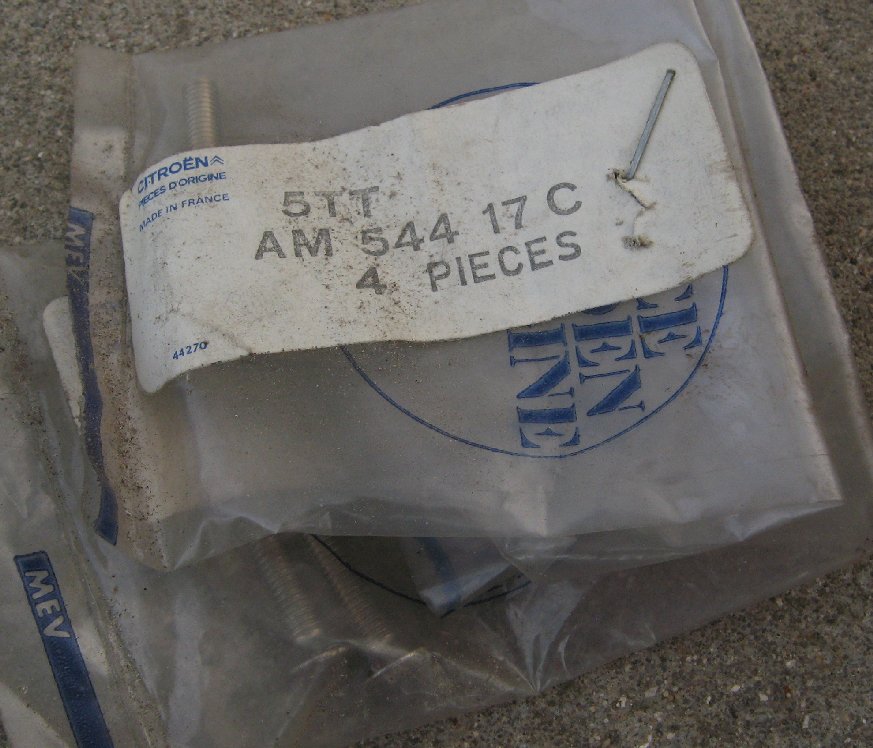 CITROËN
PIECES D'ORIGINE
MADE IN FRANCE
5TT
AM 544 17 C
4 PIECES
44270
MEV
MEV